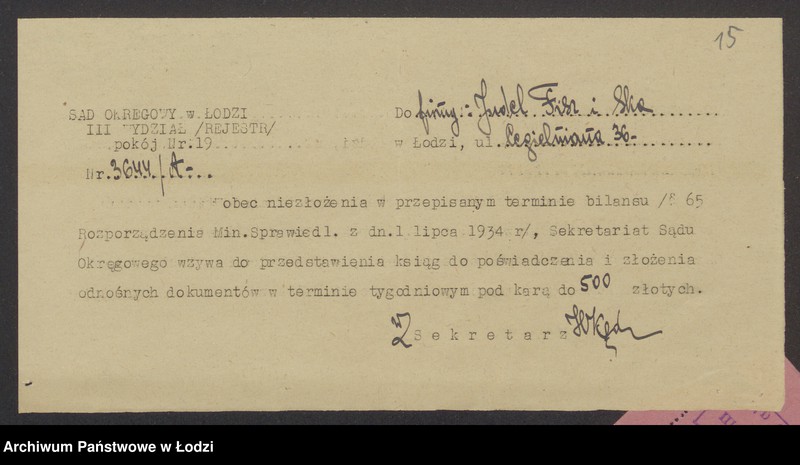 15
SĄD OKRĘGOWY w ŁODZI
III WYDZIAŁ /REJESTR/
pokój Nr.19
Nr. 3644/A
Do firmy: Judel Fisz i Ska
w Łodzi, ul. Cegielniana 36-
Wobec niezłożenia w przepisanym terminie bilansu /§ 65
Rozporządzenia Min.Sprawiedl. z dn.1 lipca 1934 r/, Sekretariat Sądu
Okręgowego wzywa do przedstawienia ksiąg do poświadczenia i złożenia
odnośnych dokumentów w terminie tygodniowym pod karą do 500 złotych.
Sekretarz
Archiwum Państwowe w Łodzi